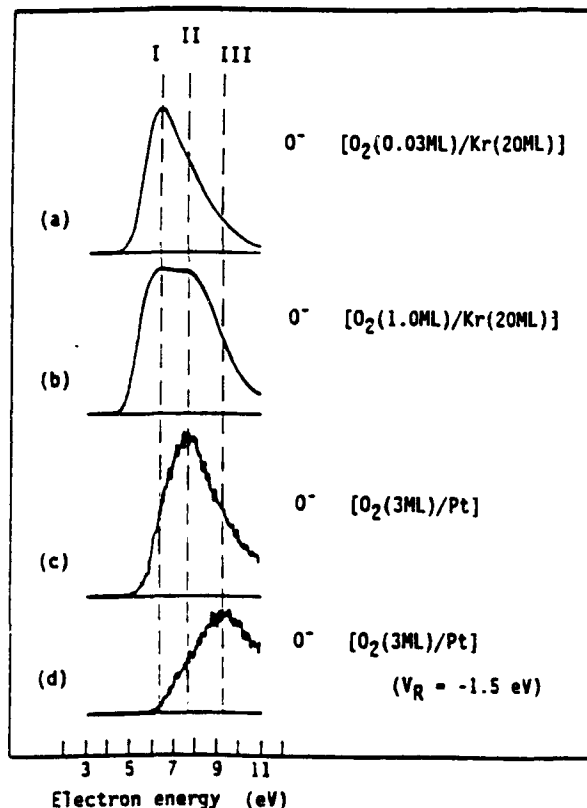 II
I III
O⁻ [O₂(0.03ML)/Kr(20ML)]
(a)
O⁻ [O₂(1.0ML)/Kr(20ML)]
(b)
O⁻ [O₂(3ML)/Pt]
(c)
O⁻ [O₂(3ML)/Pt]
(d) (V_R = -1.5 eV)
3 5 7 9 11
Electron energy (eV)